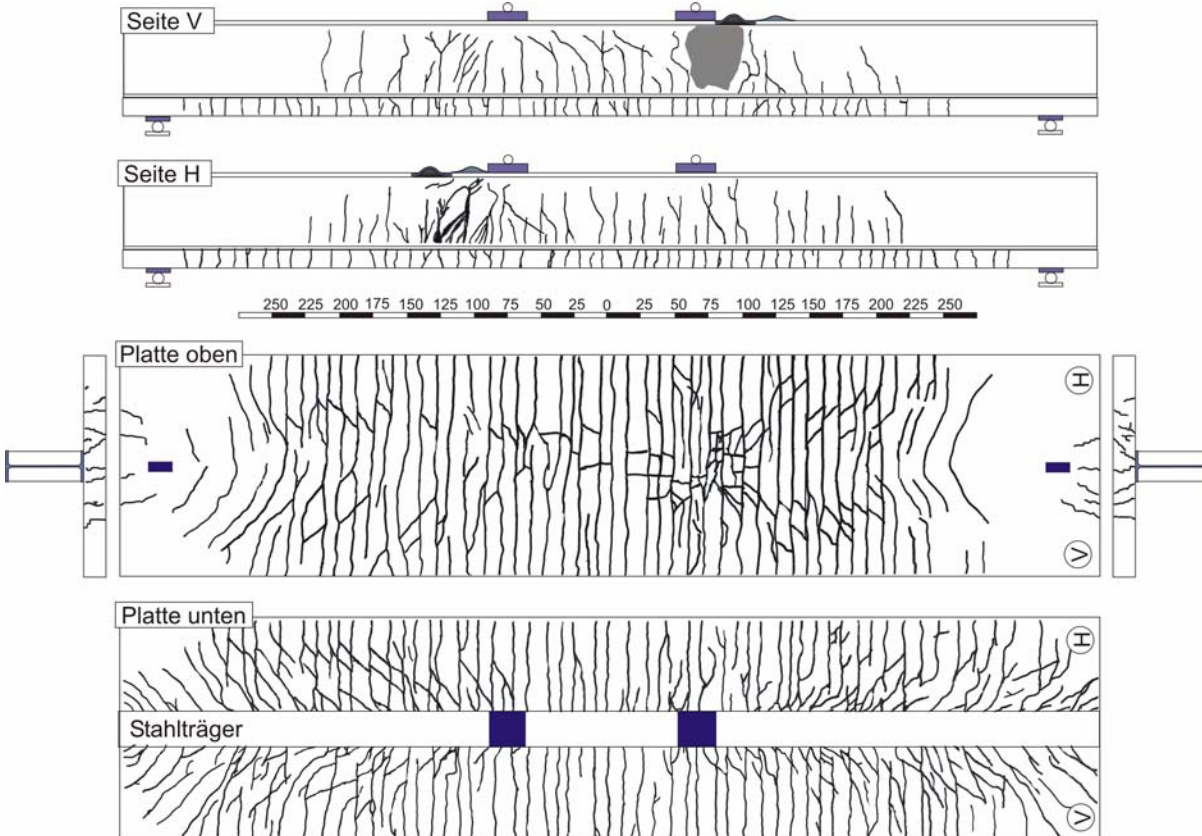 Seite V
Seite H
250 225 200 175 150 125 100 75 50 25 0 25 50 75 100 125 150 175 200 225 250
Platte oben
H
V
Platte unten
H
Stahlträger
V